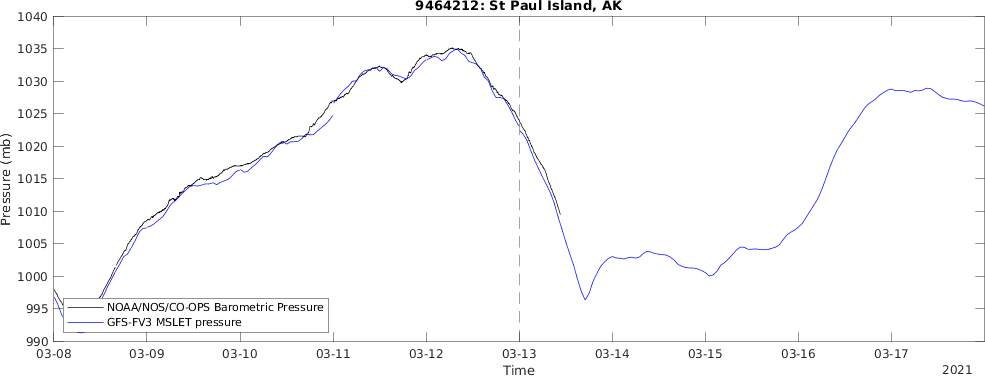 9464212: St Paul Island, AK
1040
1035
1030
1025
1020
1015
1010
1005
1000
995
990
Pressure (mb)
NOAA/NOS/CO-OPS Barometric Pressure
GFS-FV3 MSLET pressure
03-08 03-09 03-10 03-11 03-12 03-13 03-14 03-15 03-16 03-17
Time
2021